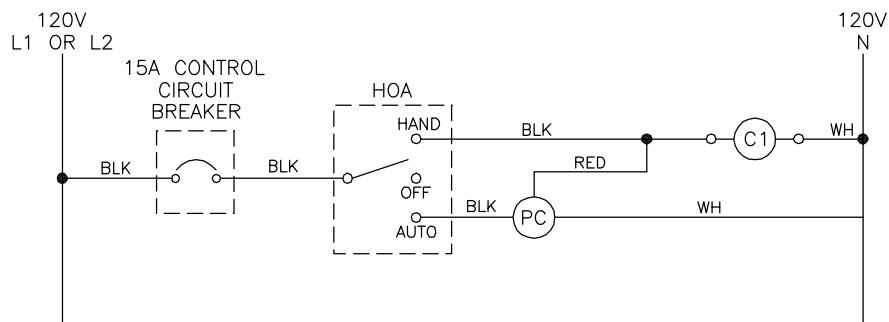 120V
L1 OR L2
120V
N
15A CONTROL
CIRCUIT
BREAKER
HOA
HAND
BLK
C1
WH
RED
BLK
BLK
OFF
BLK
PC
WH
AUTO